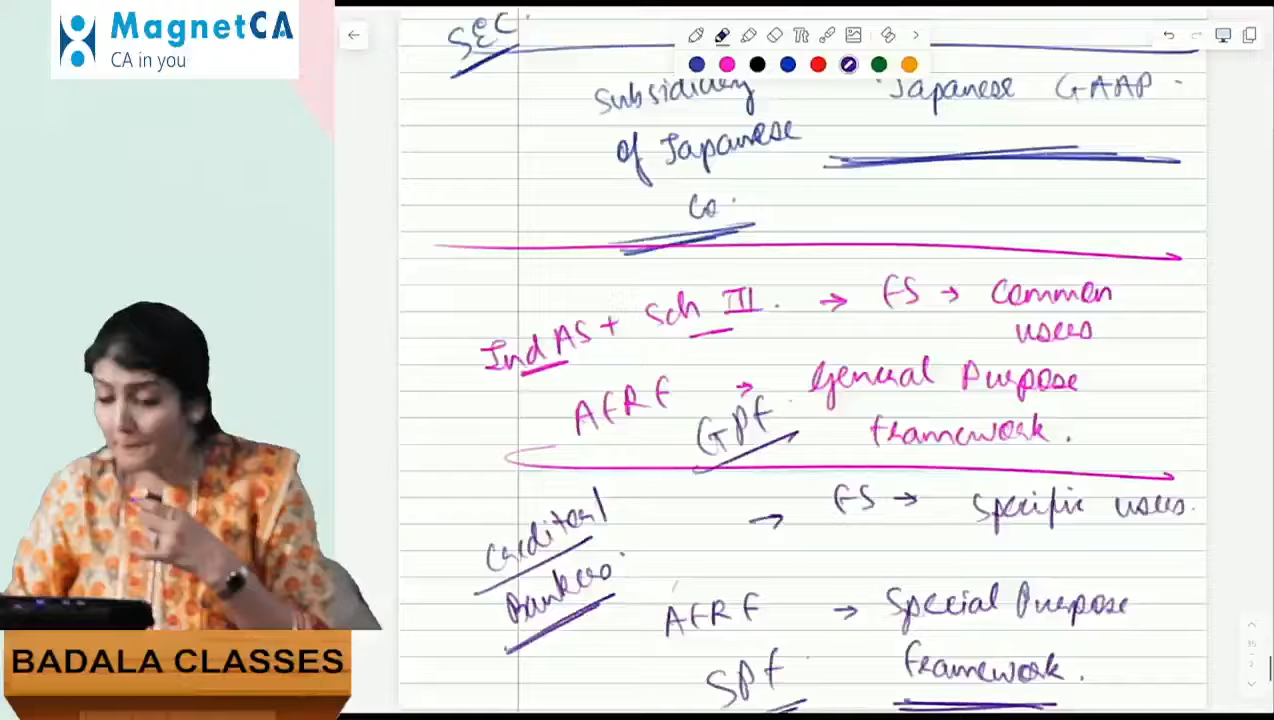 MagnetCA
CA in you
SEC
Subsidiary Japanese GAAP
of Japanese
Co.
Ind AS + Sch III. → FS → Common
users
AFRF → General Purpose
GPF framework.
Creditors/ → FS → Specific users.
Bankers.
AFRF → Special Purpose
SPF framework.
BADALA CLASSES